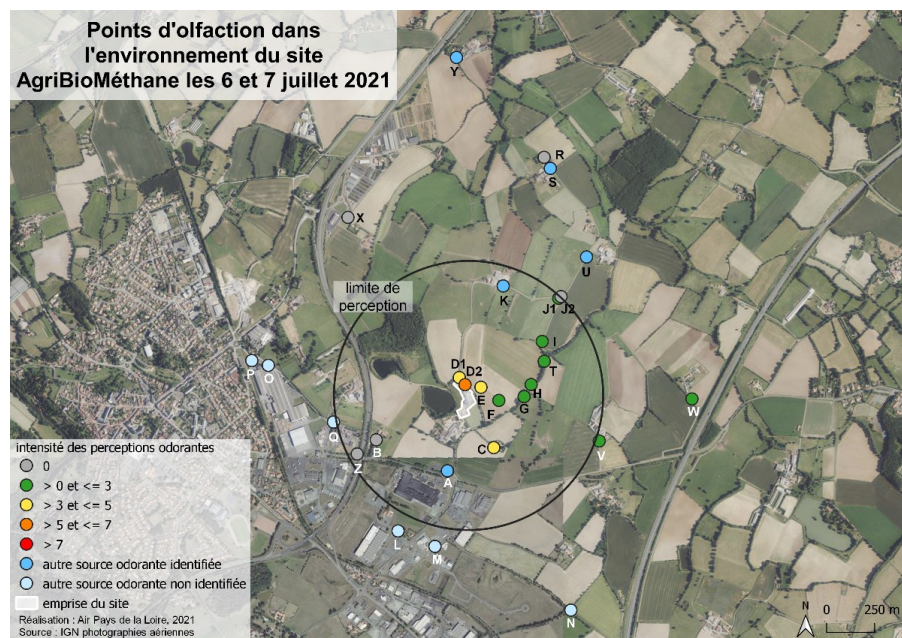 Points d'olfaction dans
l'environnement du site
AgriBioMéthane les 6 et 7 juillet 2021
Y
R
S
X
U
limite de
perception
K
J1 J2
I
T
P
O
D1
D2
E
H
F
G
W
Q
V
B
C
Z
A
L
M
N
intensité des perceptions odorantes
0
> 0 et <= 3
> 3 et <= 5
> 5 et <= 7
> 7
autre source odorante identifiée
autre source odorante non identifiée
emprise du site
Réalisation : Air Pays de la Loire, 2021
Source : IGN photographies aériennes
N
0 250 m